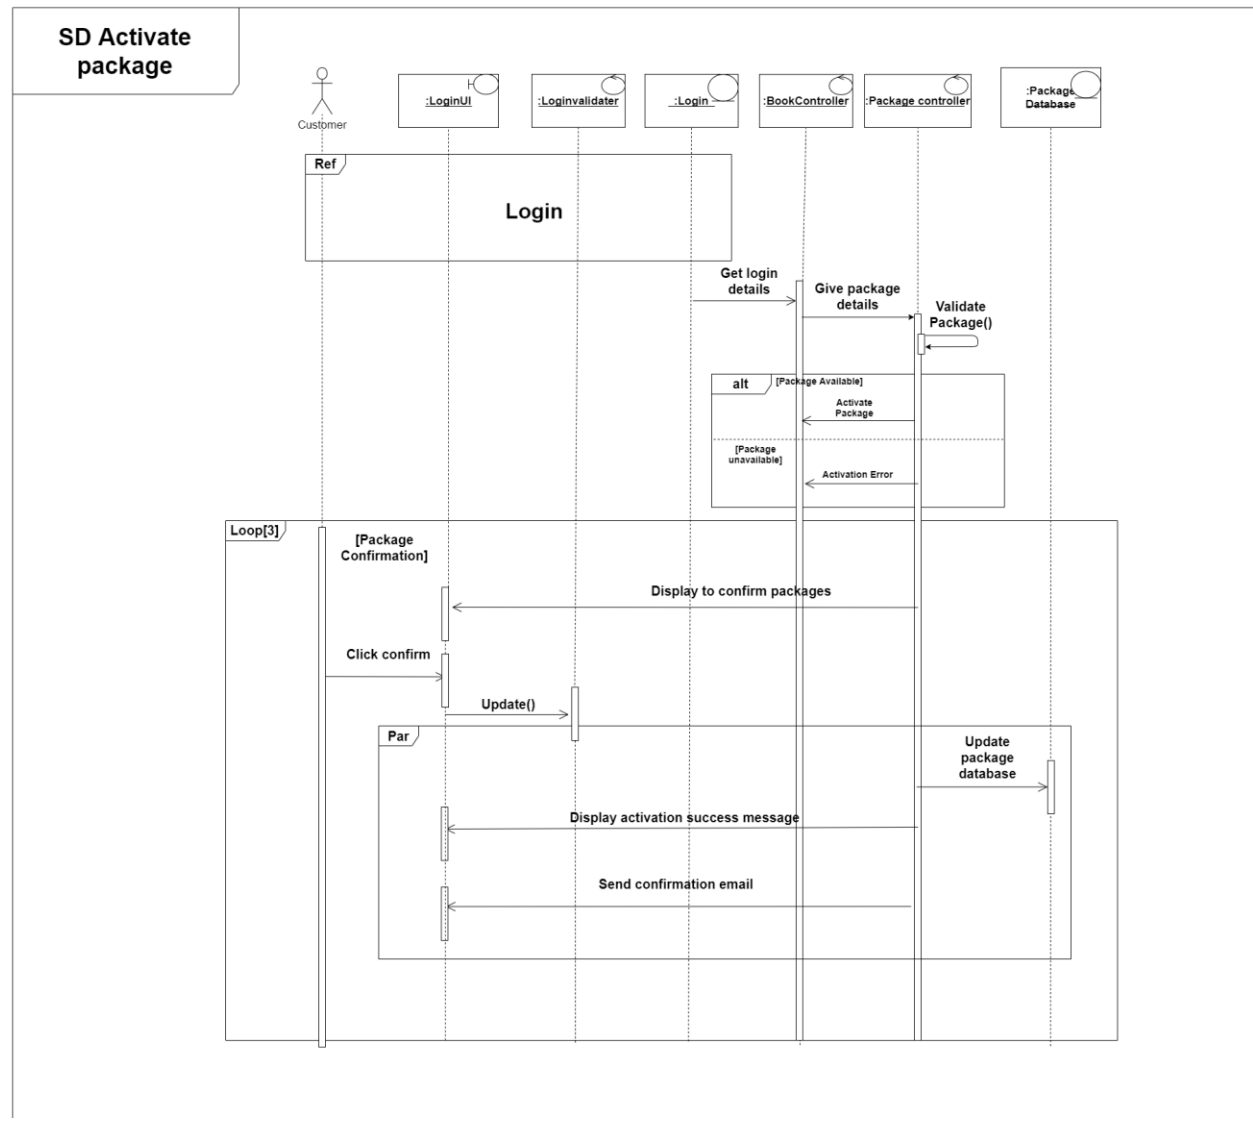 SD Activate
package
Customer
:LoginUI
:Loginvalidater
:Login
:BookController
:Package controller
:Package
Database
Ref
Login
Get login
details
Give package
details
Validate
Package()
alt
[Package Available]
Activate
Package
[Package
unavailable]
Activation Error
Loop[3]
[Package
Confirmation]
Display to confirm packages
Click confirm
Update()
Par
Update
package
database
Display activation success message
Send confirmation email